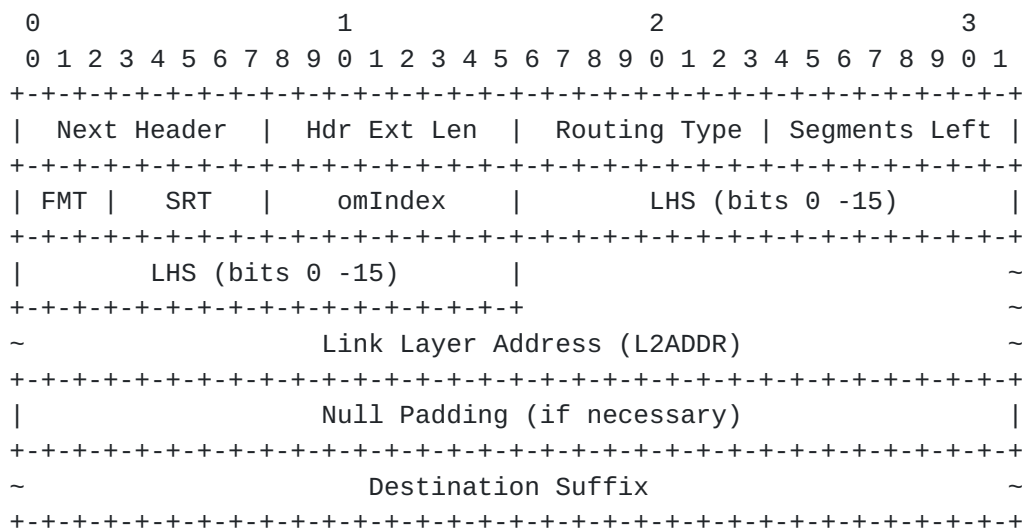 0                   1                   2                   3
 0 1 2 3 4 5 6 7 8 9 0 1 2 3 4 5 6 7 8 9 0 1 2 3 4 5 6 7 8 9 0 1
+-+-+-+-+-+-+-+-+-+-+-+-+-+-+-+-+-+-+-+-+-+-+-+-+-+-+-+-+-+-+-+-+
|  Next Header  |  Hdr Ext Len  |  Routing Type | Segments Left |
+-+-+-+-+-+-+-+-+-+-+-+-+-+-+-+-+-+-+-+-+-+-+-+-+-+-+-+-+-+-+-+-+
| FMT |   SRT   |    omIndex    |        LHS (bits 0 -15)       |
+-+-+-+-+-+-+-+-+-+-+-+-+-+-+-+-+-+-+-+-+-+-+-+-+-+-+-+-+-+-+-+-+
|        LHS (bits 0 -15)       |                               ~
+-+-+-+-+-+-+-+-+-+-+-+-+-+-+-+-+                               ~
~                   Link Layer Address (L2ADDR)                 ~
+-+-+-+-+-+-+-+-+-+-+-+-+-+-+-+-+-+-+-+-+-+-+-+-+-+-+-+-+-+-+-+-+
|                   Null Padding (if necessary)                 |
+-+-+-+-+-+-+-+-+-+-+-+-+-+-+-+-+-+-+-+-+-+-+-+-+-+-+-+-+-+-+-+-+
~                      Destination Suffix                       ~
+-+-+-+-+-+-+-+-+-+-+-+-+-+-+-+-+-+-+-+-+-+-+-+-+-+-+-+-+-+-+-+-+